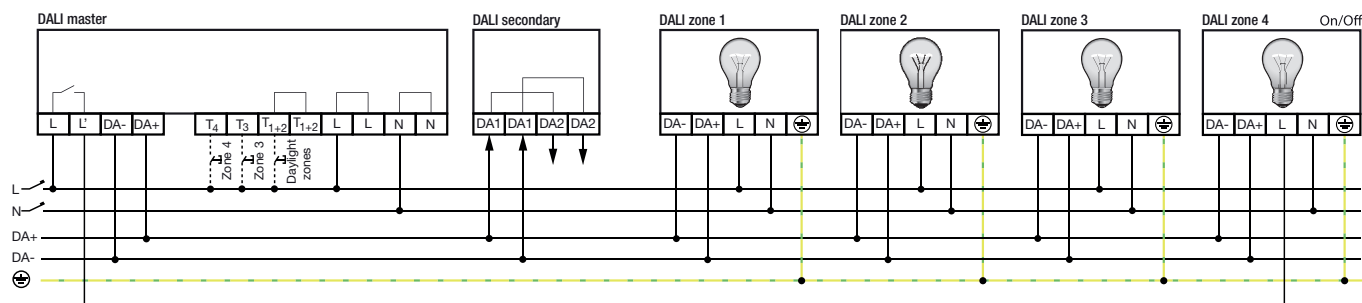 DALI master
DALI secondary
DALI zone 1
DALI zone 2
DALI zone 3
DALI zone 4
On/Off
L L' DA- DA+ T4 T3 T1+2 T1+2 L L N N
DA1 DA1 DA2 DA2
DA- DA+ L N
DA- DA+ L N
DA- DA+ L N
DA- DA+ L N
Zone 4
Zone 3
Daylight
zones
L
N
DA+
DA-